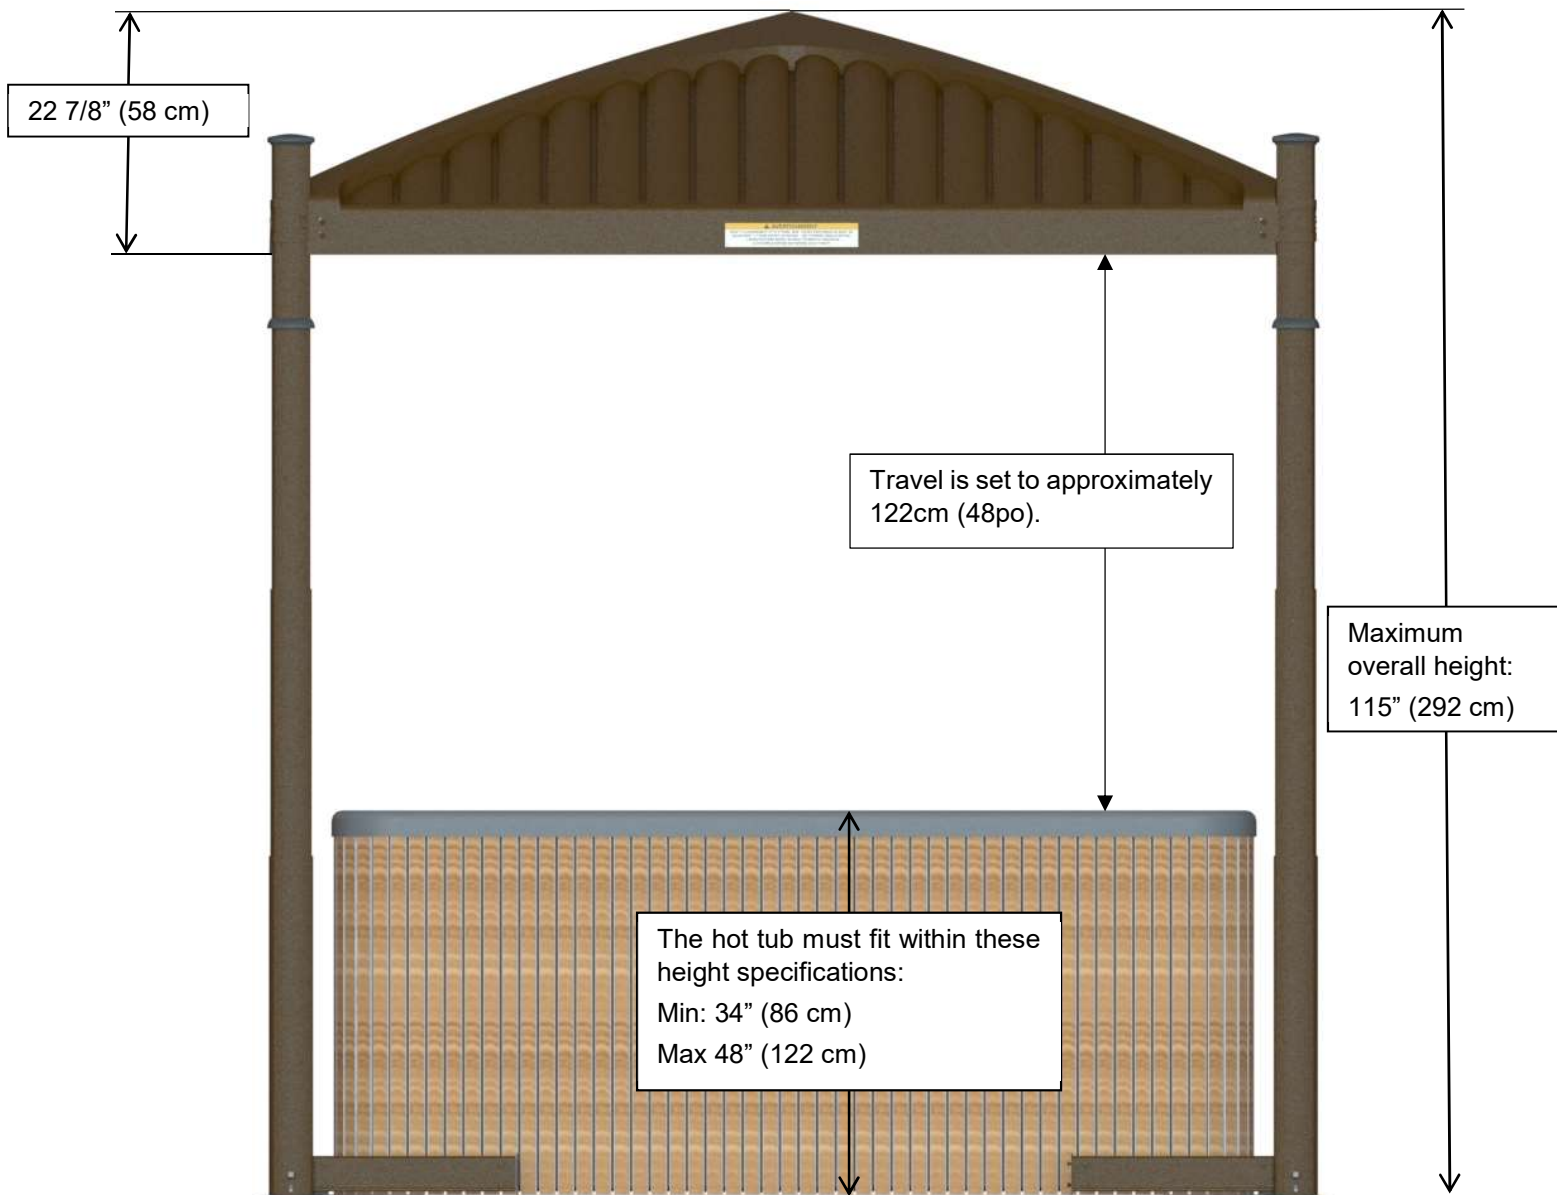 22 7/8” (58 cm)
Travel is set to approximately
122cm (48po).
Maximum
overall height:
115” (292 cm)
The hot tub must fit within these
height specifications:
Min: 34” (86 cm)
Max 48” (122 cm)